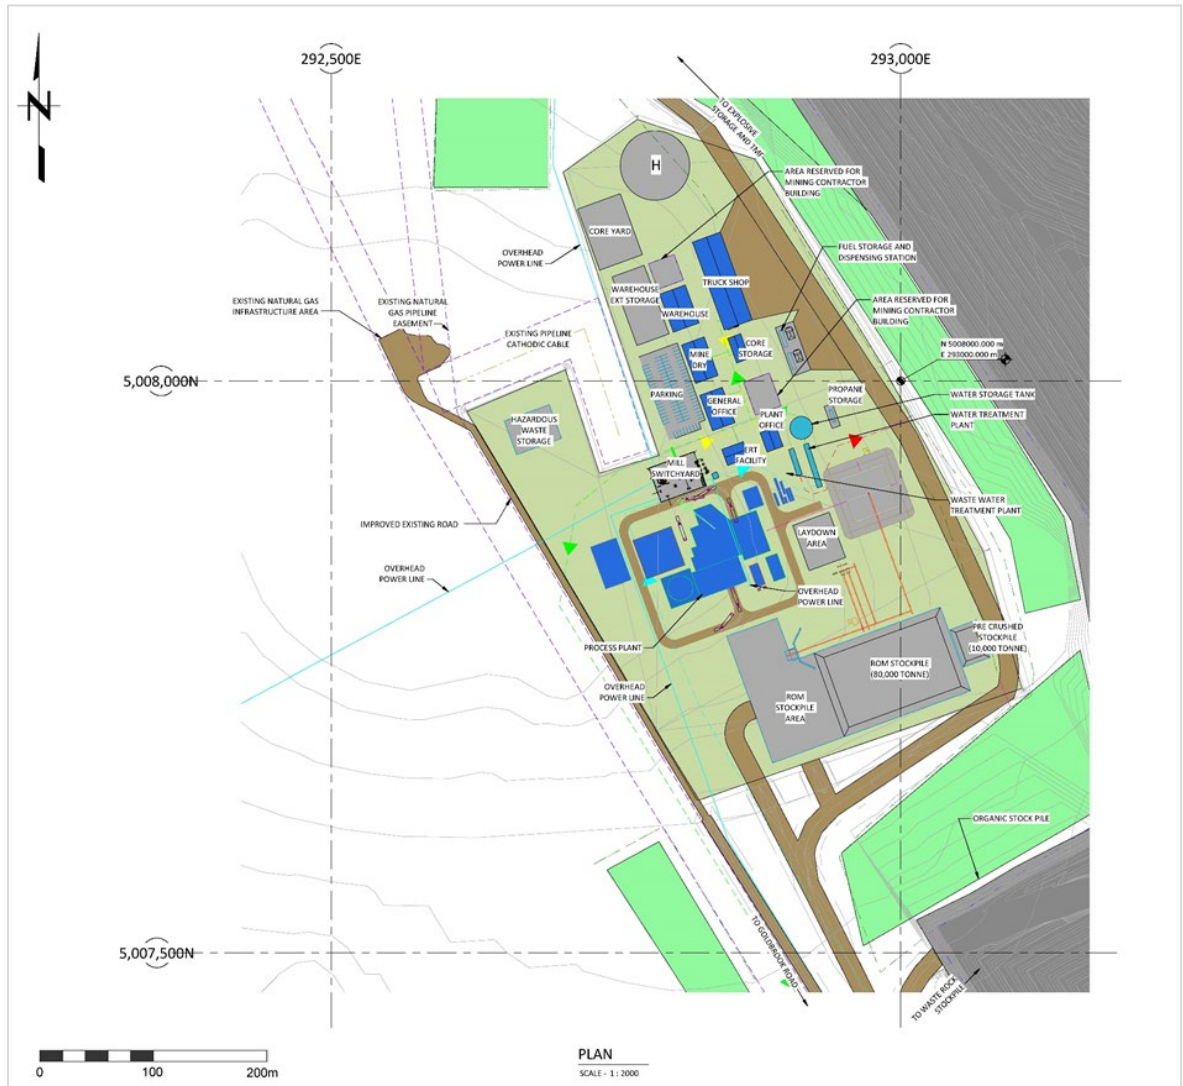 N
292,500E
293,000E
TO EXPLOSIVE
STORAGE AND TMF
H
AREA RESERVED FOR
MINING CONTRACTOR
BUILDING
CORE YARD
OVERHEAD
POWER LINE
FUEL STORAGE AND
DISPENSING STATION
TRUCK SHOP
WAREHOUSE
EXT STORAGE
EXISTING NATURAL GAS
INFRASTRUCTURE AREA
EXISTING NATURAL
GAS PIPELINE
EASEMENT
WAREHOUSE
AREA RESERVED FOR
MINING CONTRACTOR
BUILDING
EXISTING PIPELINE
CATHODIC CABLE
CORE
STORAGE
N 5008000.000 m
E 293000.000 m
MINE
DRY
5,008,000N
PARKING
PROPANE
STORAGE
WATER STORAGE TANK
GENERAL
OFFICE
PLANT
OFFICE
WATER TREATMENT
PLANT
HAZARDOUS
WASTE
STORAGE
ERT
FACILITY
MILL
SWITCHYARD
WASTE WATER
TREATMENT PLANT
IMPROVED EXISTING ROAD
LAYDOWN
AREA
OVERHEAD
POWER LINE
OVERHEAD
POWER LINE
PROCESS PLANT
PRE CRUSHED
STOCKPILE
(10,000 TONNE)
ROM STOCKPILE
(80,000 TONNE)
OVERHEAD
POWER LINE
ROM
STOCKPILE
AREA
ORGANIC STOCK PILE
TO GOLDBROOK ROAD
5,007,500N
TO WASTE ROCK
STOCKPILE
0 100 200m
PLAN
SCALE - 1 : 2000